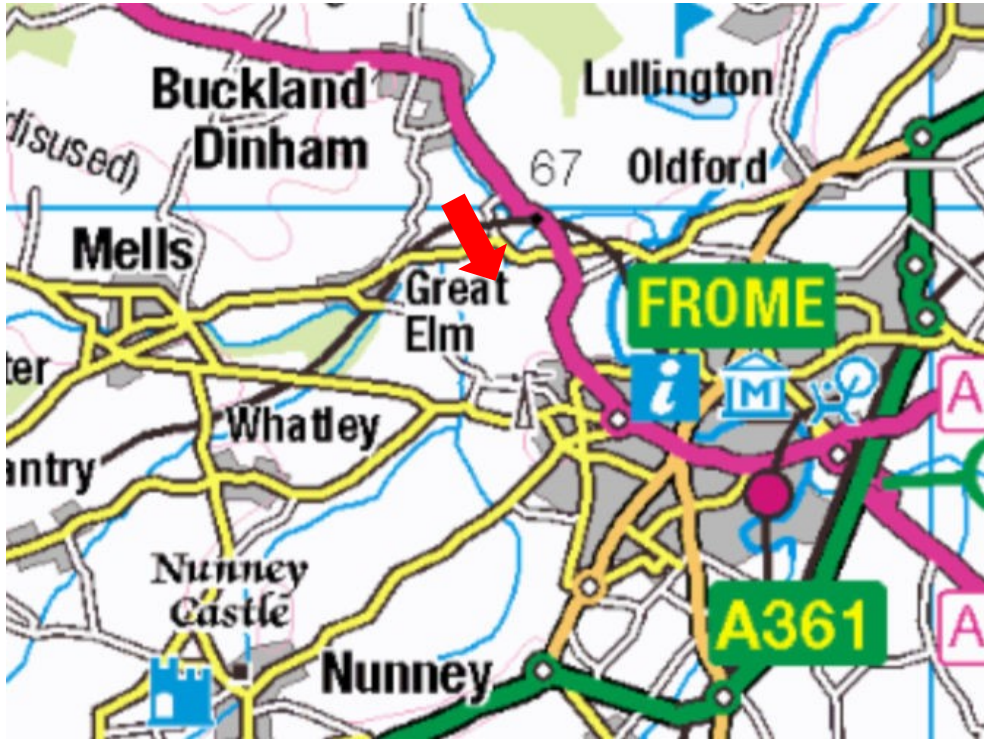 Buckland
Dinham
Lullington
disused)
67
Oldford
Mells
Great
Elm
FROME
ter
i
M
A
Whatley
antry
Nunney
Castle
A361
A
Nunney